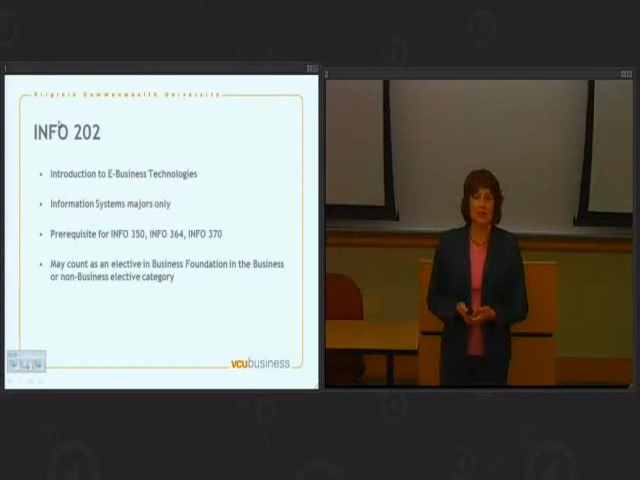 1
2
Virginia Commonwealth University
INFO 202
• Introduction to E-Business Technologies
• Information Systems majors only
• Prerequisite for INFO 350, INFO 364, INFO 370
• May count as an elective in Business Foundation in the Business
or non-Business elective category
vcubusiness